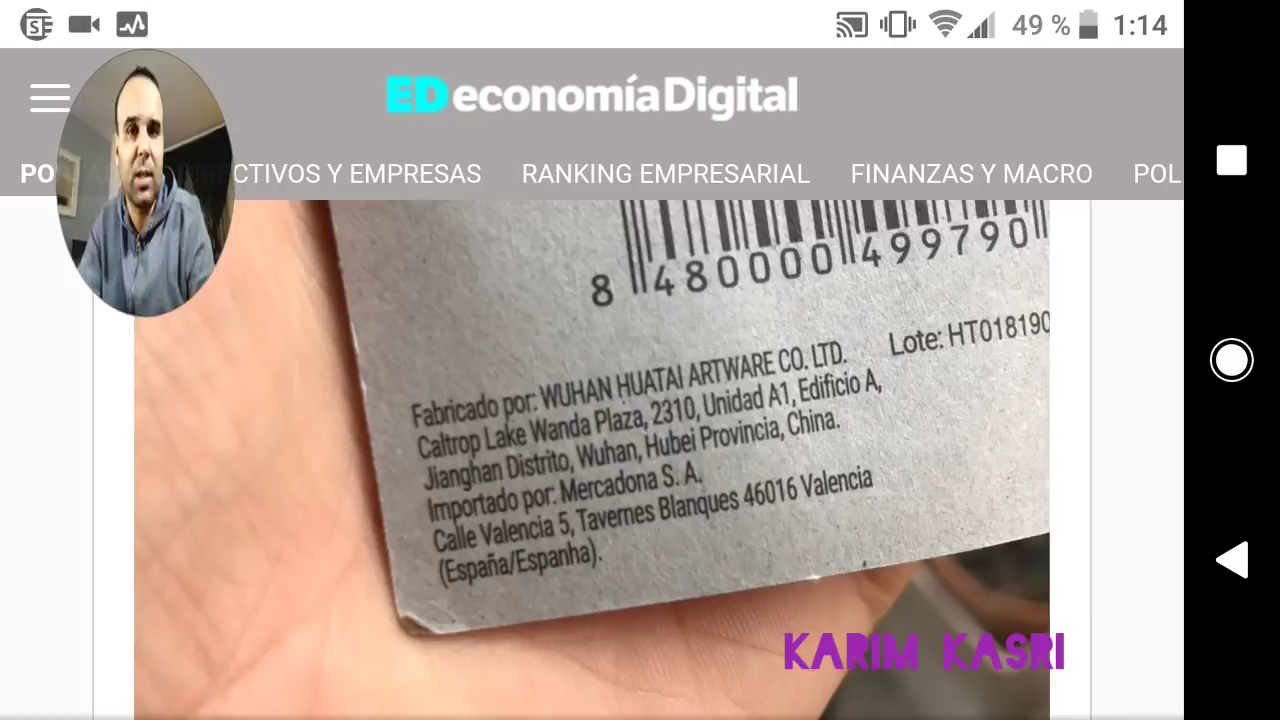 49 % 1:14
ED economíaDigital
PO
CTIVOS Y EMPRESAS RANKING EMPRESARIAL FINANZAS Y MACRO POL
8 480000 499790
Lote: HT018190
Fabricado por: WUHAN HUATAI ARTWARE CO. LTD.
Caltrop Lake Wanda Plaza, 2310, Unidad A1, Edificio A,
Jianghan Distrito, Wuhan, Hubei Provincia, China.
Importado por: Mercadona S. A.
Calle Valencia 5, Tavernes Blanques 46016 Valencia
(España/Espanha).
KARIM KASRI